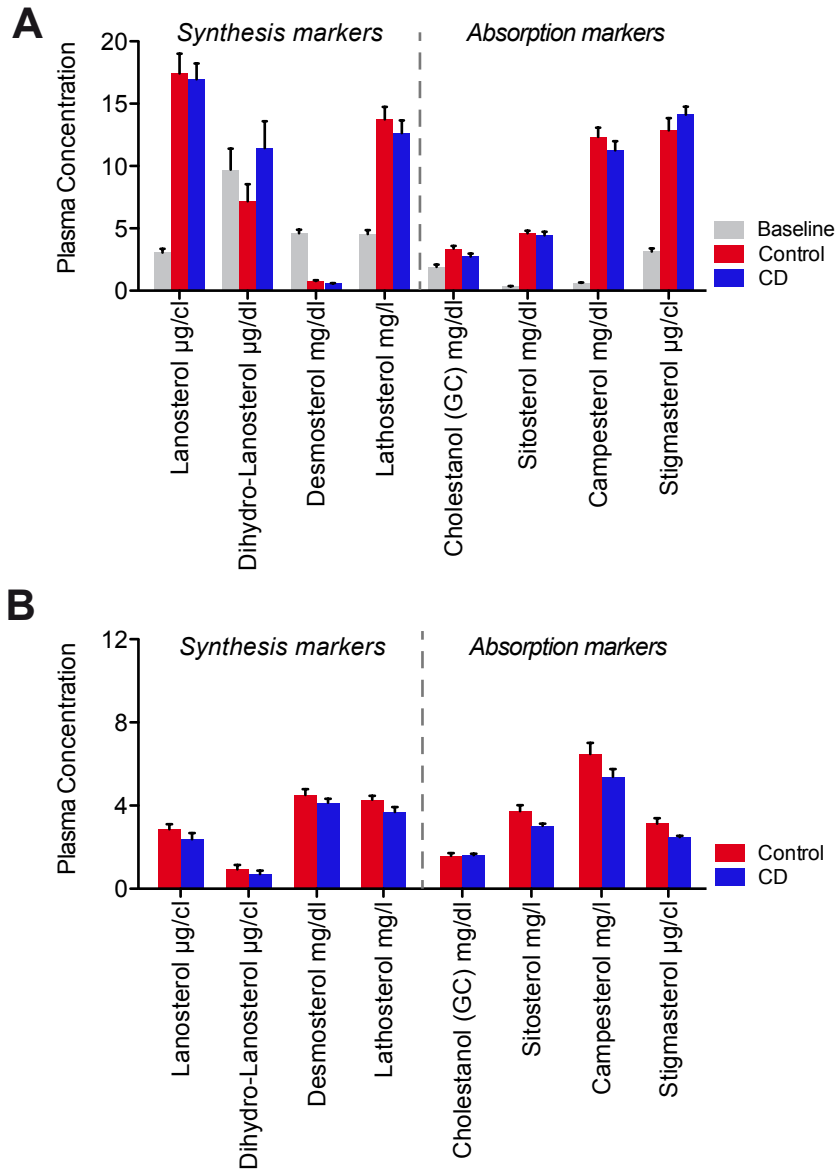 A
Synthesis markers
Absorption markers
Plasma Concentration
20
15
10
5
0
Baseline
Control
CD
Lanosterol µg/cl
Dihydro-Lanosterol µg/dl
Desmosterol mg/dl
Lathosterol mg/l
Cholestanol (GC) mg/dl
Sitosterol mg/dl
Campesterol mg/dl
Stigmasterol µg/cl
B
Synthesis markers
Absorption markers
Plasma Concentration
12
8
4
0
Control
CD
Lanosterol µg/cl
Dihydro-Lanosterol µg/cl
Desmosterol mg/dl
Lathosterol mg/l
Cholestanol (GC) mg/dl
Sitosterol mg/l
Campesterol mg/l
Stigmasterol µg/cl